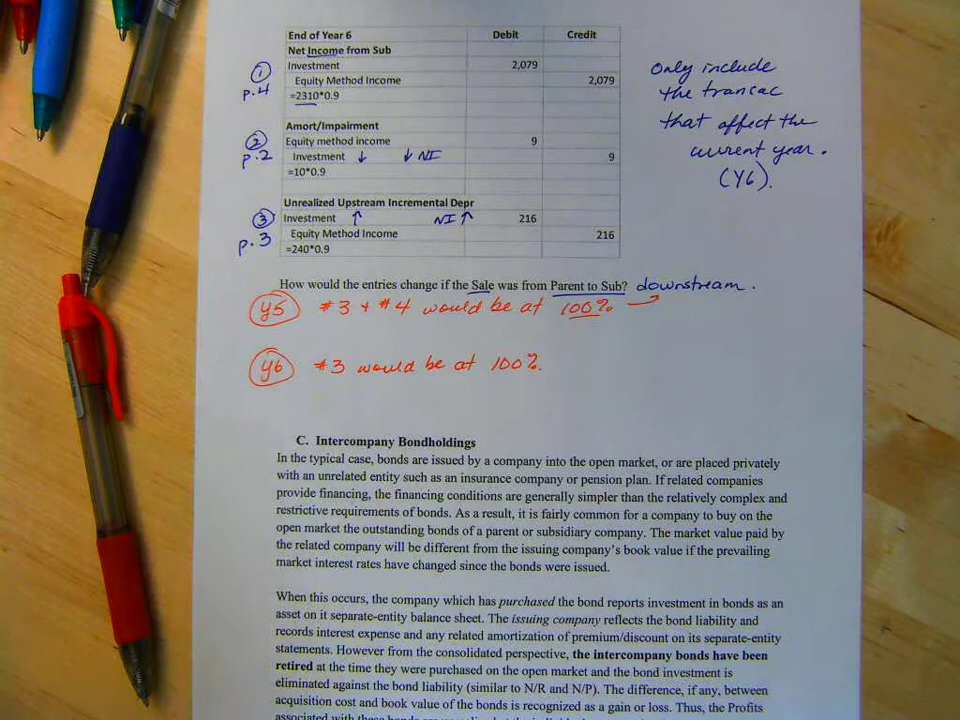 End of Year 6 Debit Credit
Net Income from Sub
Investment 2,079
Equity Method Income 2,079
=2310*0.9
① p.4
Amort/Impairment
Equity method income 9
Investment ↓ ↓ NI 9
=10*0.9
② p.2
Unrealized Upstream Incremental Depr
Investment ↑ NI ↑ 216
Equity Method Income 216
=240*0.9
③ p.3
Only include
the transac
that affect the
current year.
(Y6).
How would the entries change if the Sale was from Parent to Sub? downstream.
Y5 #3 + #4 would be at 100% →
Y6 #3 would be at 100%.
C. Intercompany Bondholdings
In the typical case, bonds are issued by a company into the open market, or are placed privately
with an unrelated entity such as an insurance company or pension plan. If related companies
provide financing, the financing conditions are generally simpler than the relatively complex and
restrictive requirements of bonds. As a result, it is fairly common for a company to buy on the
open market the outstanding bonds of a parent or subsidiary company. The market value paid by
the related company will be different from the issuing company's book value if the prevailing
market interest rates have changed since the bonds were issued.
When this occurs, the company which has purchased the bond reports investment in bonds as an
asset on it separate-entity balance sheet. The issuing company reflects the bond liability and
records interest expense and any related amortization of premium/discount on its separate-entity
statements. However from the consolidated perspective, the intercompany bonds have been
retired at the time they were purchased on the open market and the bond investment is
eliminated against the bond liability (similar to N/R and N/P). The difference, if any, between
acquisition cost and book value of the bonds is recognized as a gain or loss. Thus, the Profits
associated with these